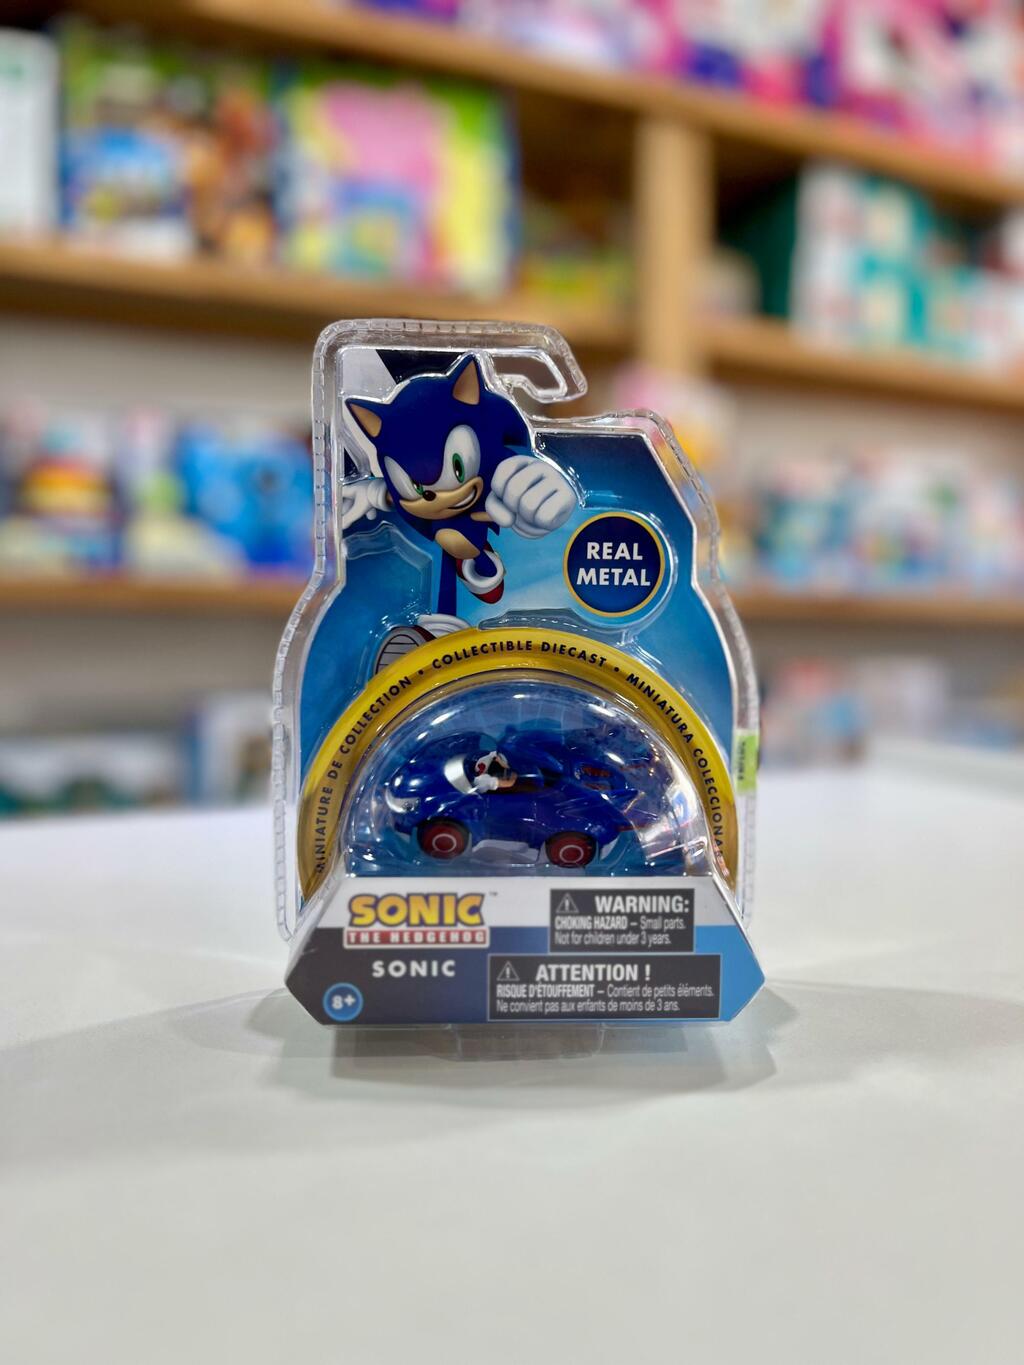 REAL
METAL
MINIATURE DE COLLECTION • COLLECTIBLE DIECAST • MINIATURA COLECCIONA
SONIC™
THE HEDGEHOG
SONIC
8+
WARNING:
CHOKING HAZARD – Small parts.
Not for children under 3 years.
ATTENTION !
RISQUE D'ÉTOUFFEMENT – Contient de petits éléments.
Ne convient pas aux enfants de moins de 3 ans.